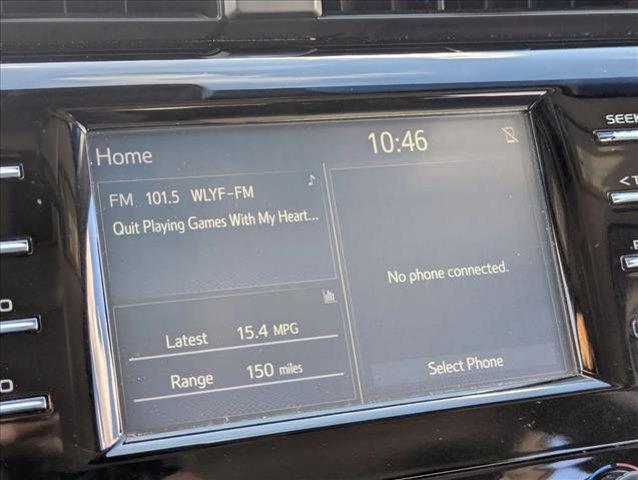 Home
10:46
FM 101.5 WLYF-FM
Quit Playing Games With My Heart...
No phone connected.
Latest 15.4 MPG
Range 150 miles
Select Phone
SEEK